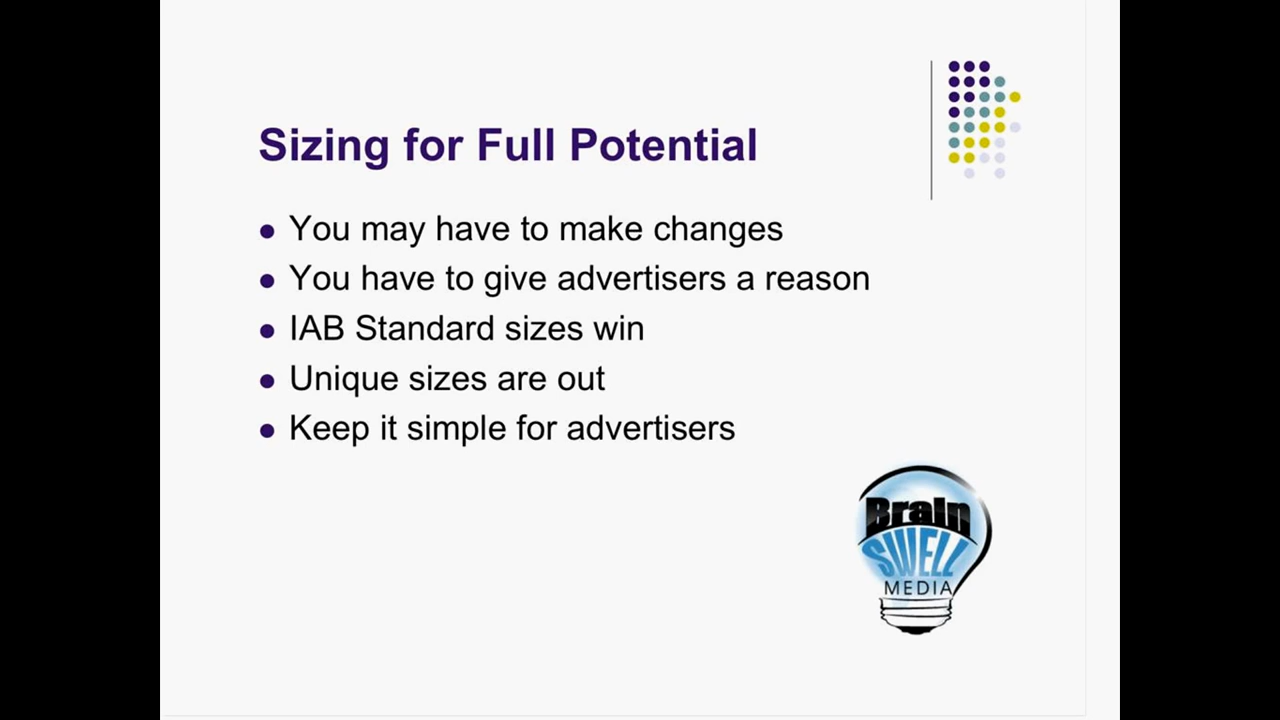 Sizing for Full Potential
You may have to make changes
You have to give advertisers a reason
IAB Standard sizes win
Unique sizes are out
Keep it simple for advertisers
Brain
SWELL
MEDIA